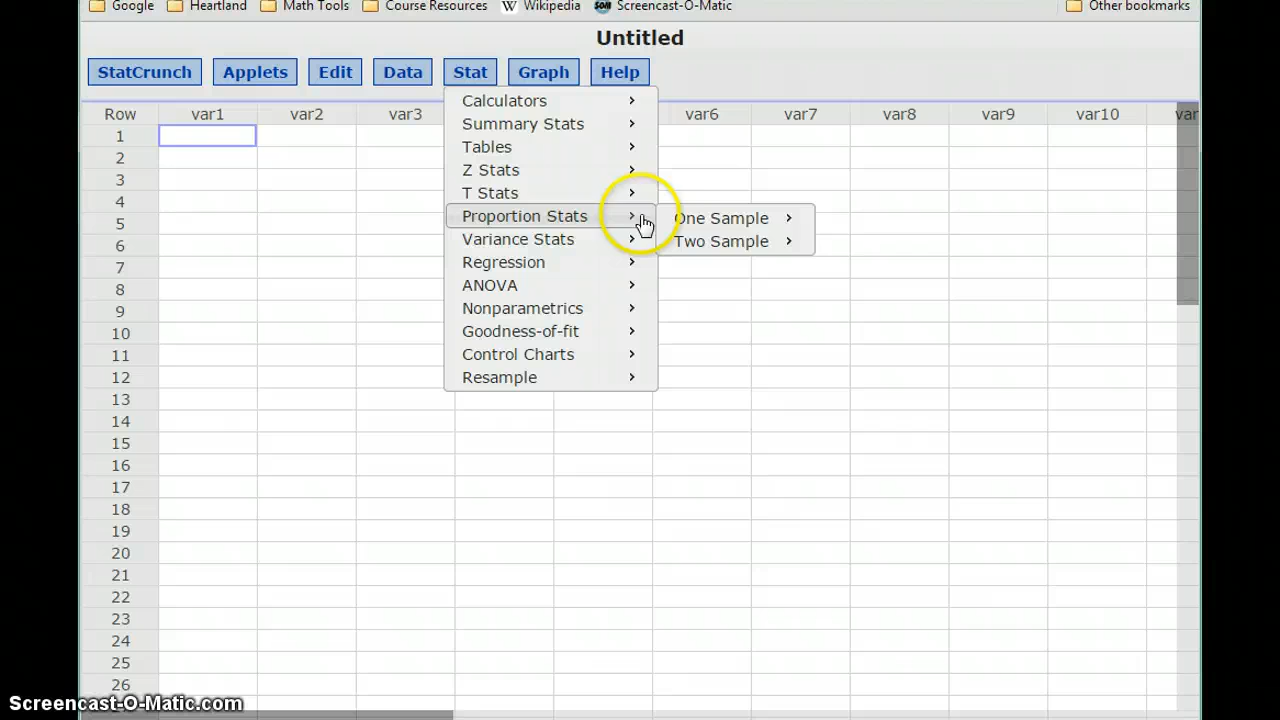 Google Heartland Math Tools Course Resources W Wikipedia SOM Screencast-O-Matic Other bookmarks
Untitled
StatCrunch Applets Edit Data Stat Graph Help
Row var1 var2 var3 var6 var7 var8 var9 var10 var
Calculators
Summary Stats
Tables
Z Stats
T Stats
Proportion Stats
Variance Stats
Regression
ANOVA
Nonparametrics
Goodness-of-fit
Control Charts
Resample
One Sample
Two Sample
1
2
3
4
5
6
7
8
9
10
11
12
13
14
15
16
17
18
19
20
21
22
23
24
25
26
Screencast-O-Matic.com